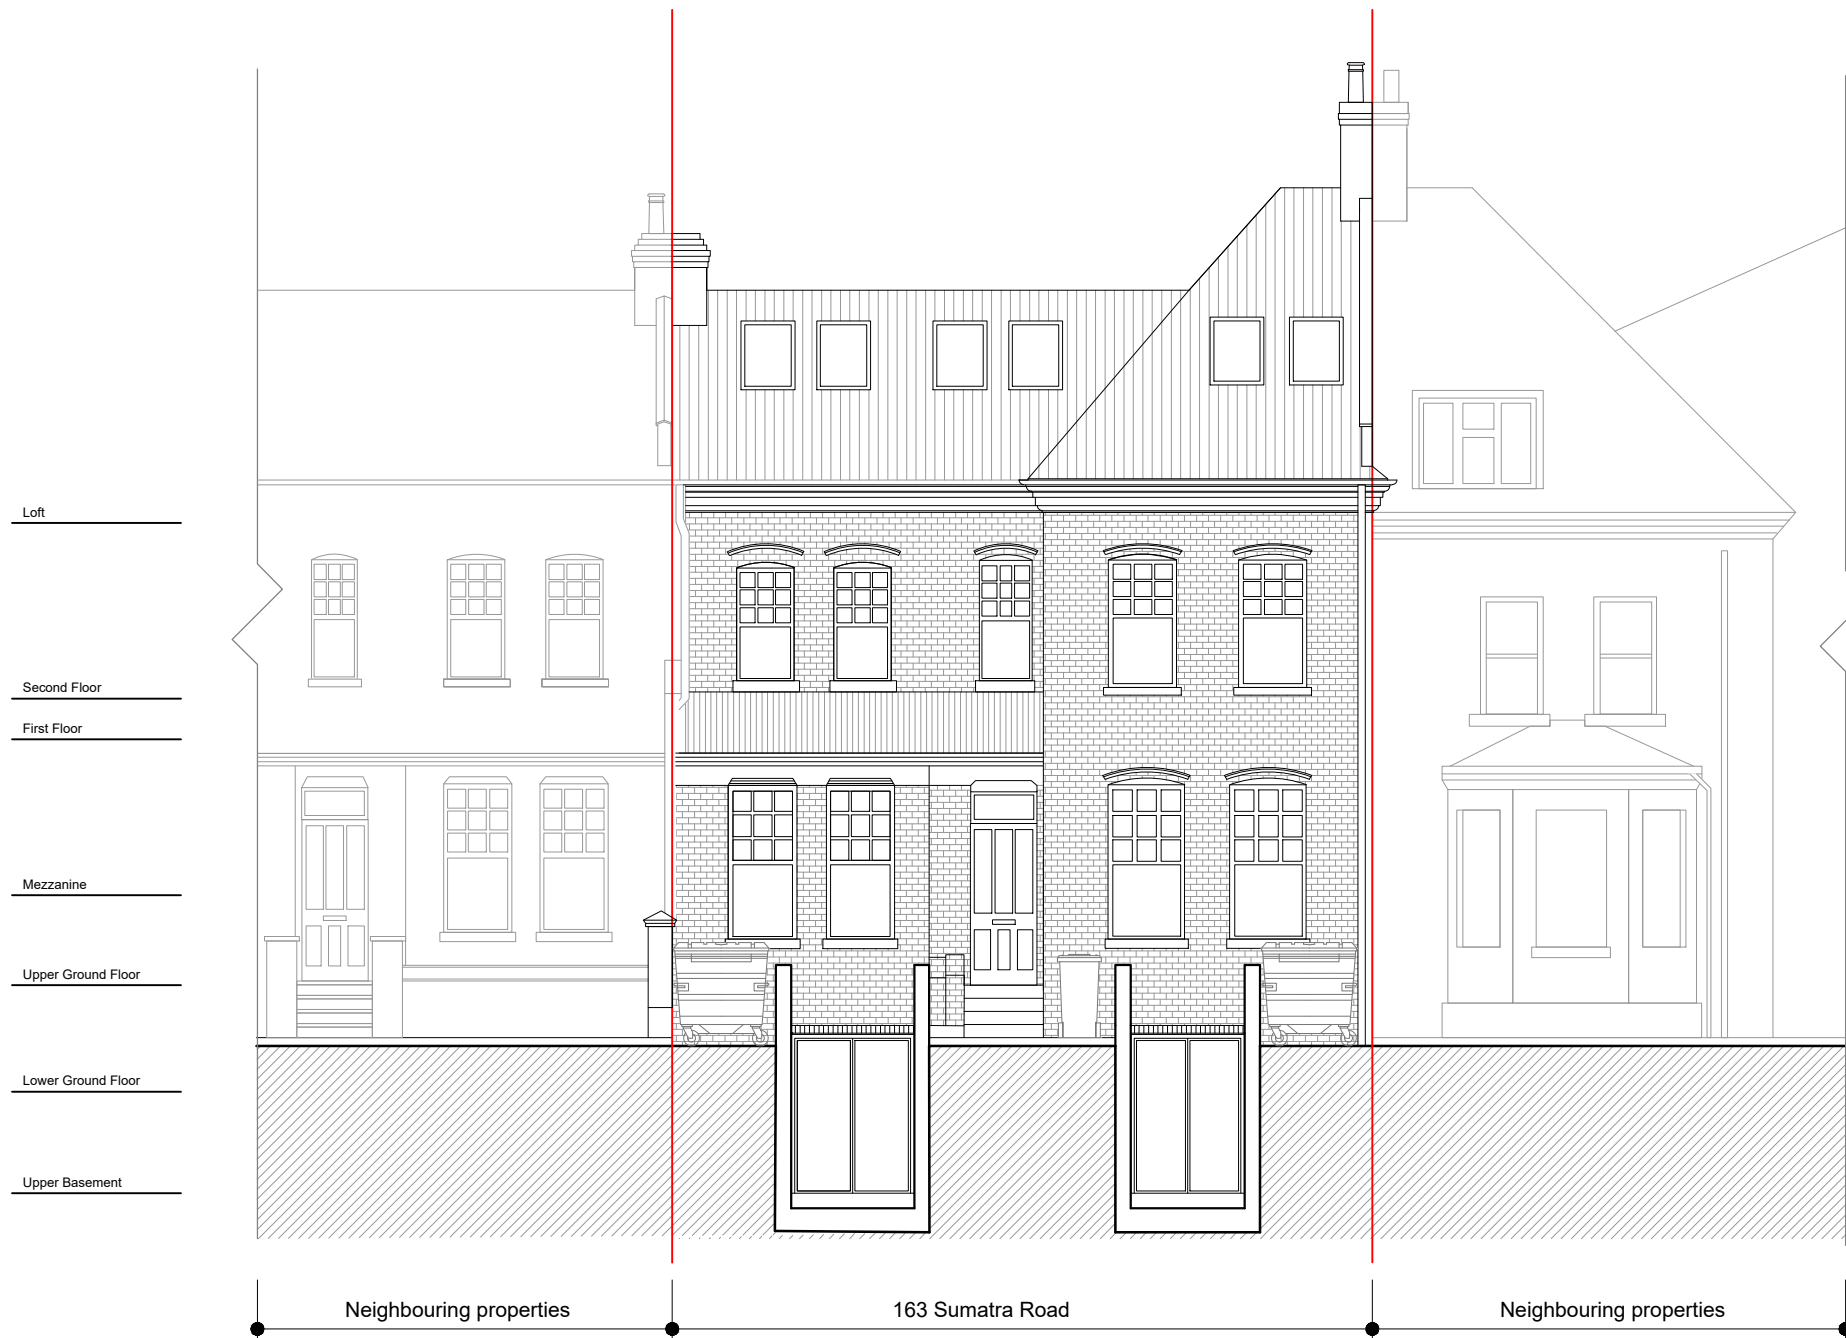 Loft
Second Floor
First Floor
Mezzanine
Upper Ground Floor
Lower Ground Floor
Upper Basement
Neighbouring properties
163 Sumatra Road
Neighbouring properties